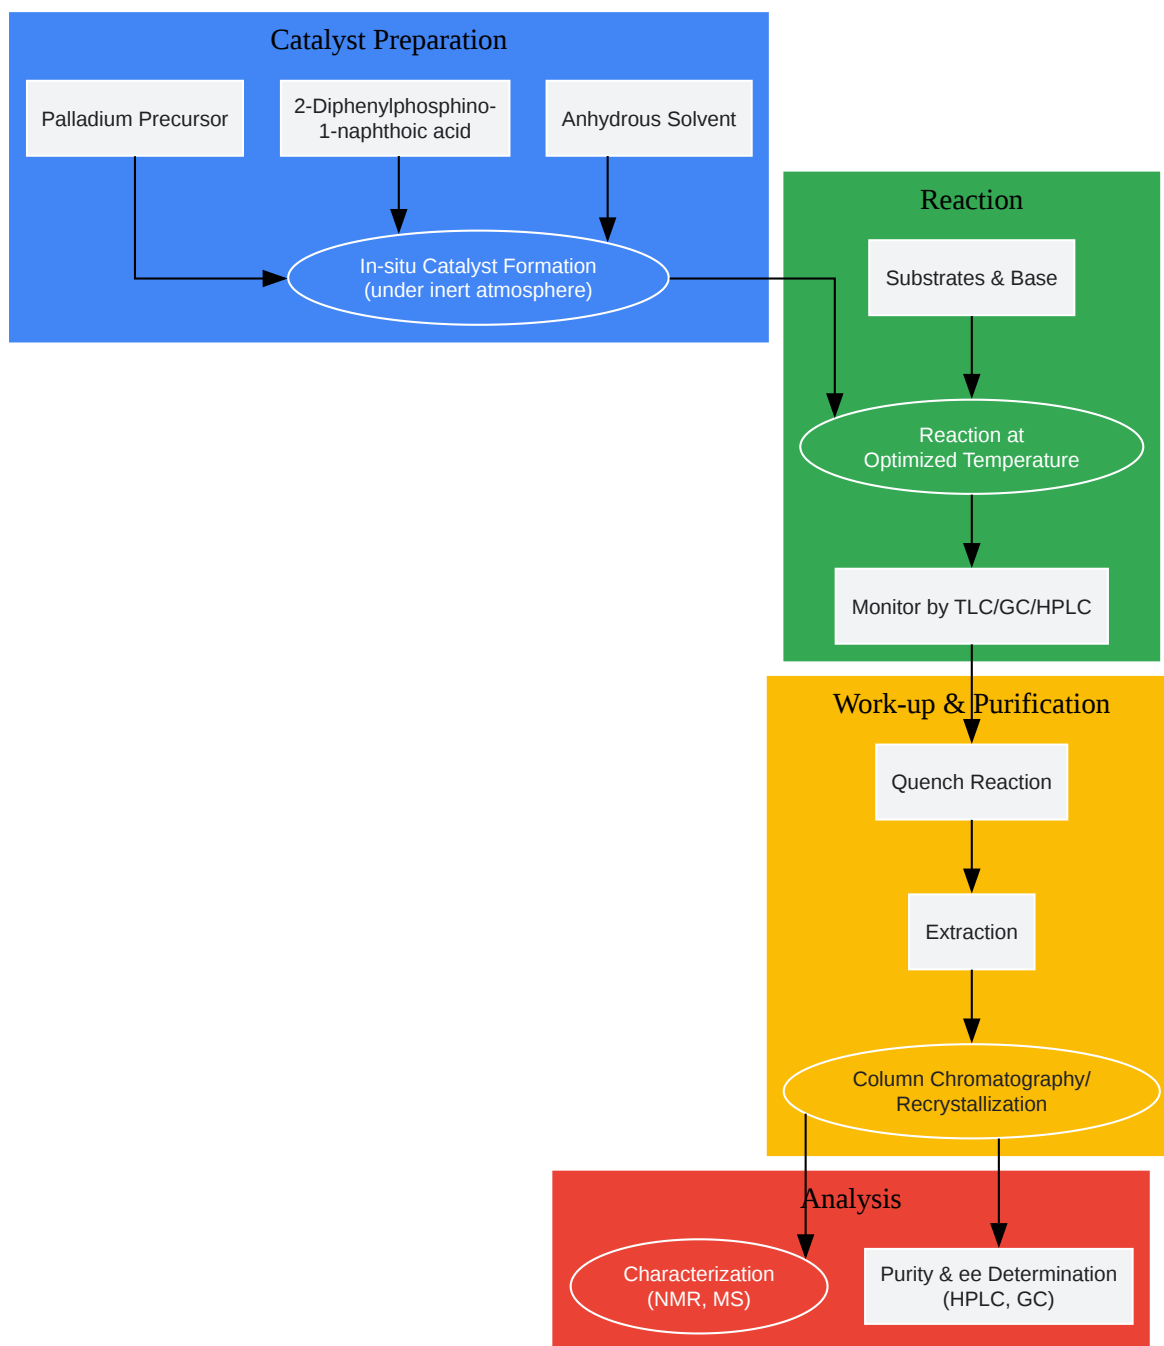 Catalyst Preparation
Palladium Precursor
2-Diphenylphosphino-
1-naphthoic acid
Anhydrous Solvent
In-situ Catalyst Formation
(under inert atmosphere)
Reaction
Substrates & Base
Reaction at
Optimized Temperature
Monitor by TLC/GC/HPLC
Work-up & Purification
Quench Reaction
Extraction
Column Chromatography/
Recrystallization
Analysis
Characterization
(NMR, MS)
Purity & ee Determination
(HPLC, GC)